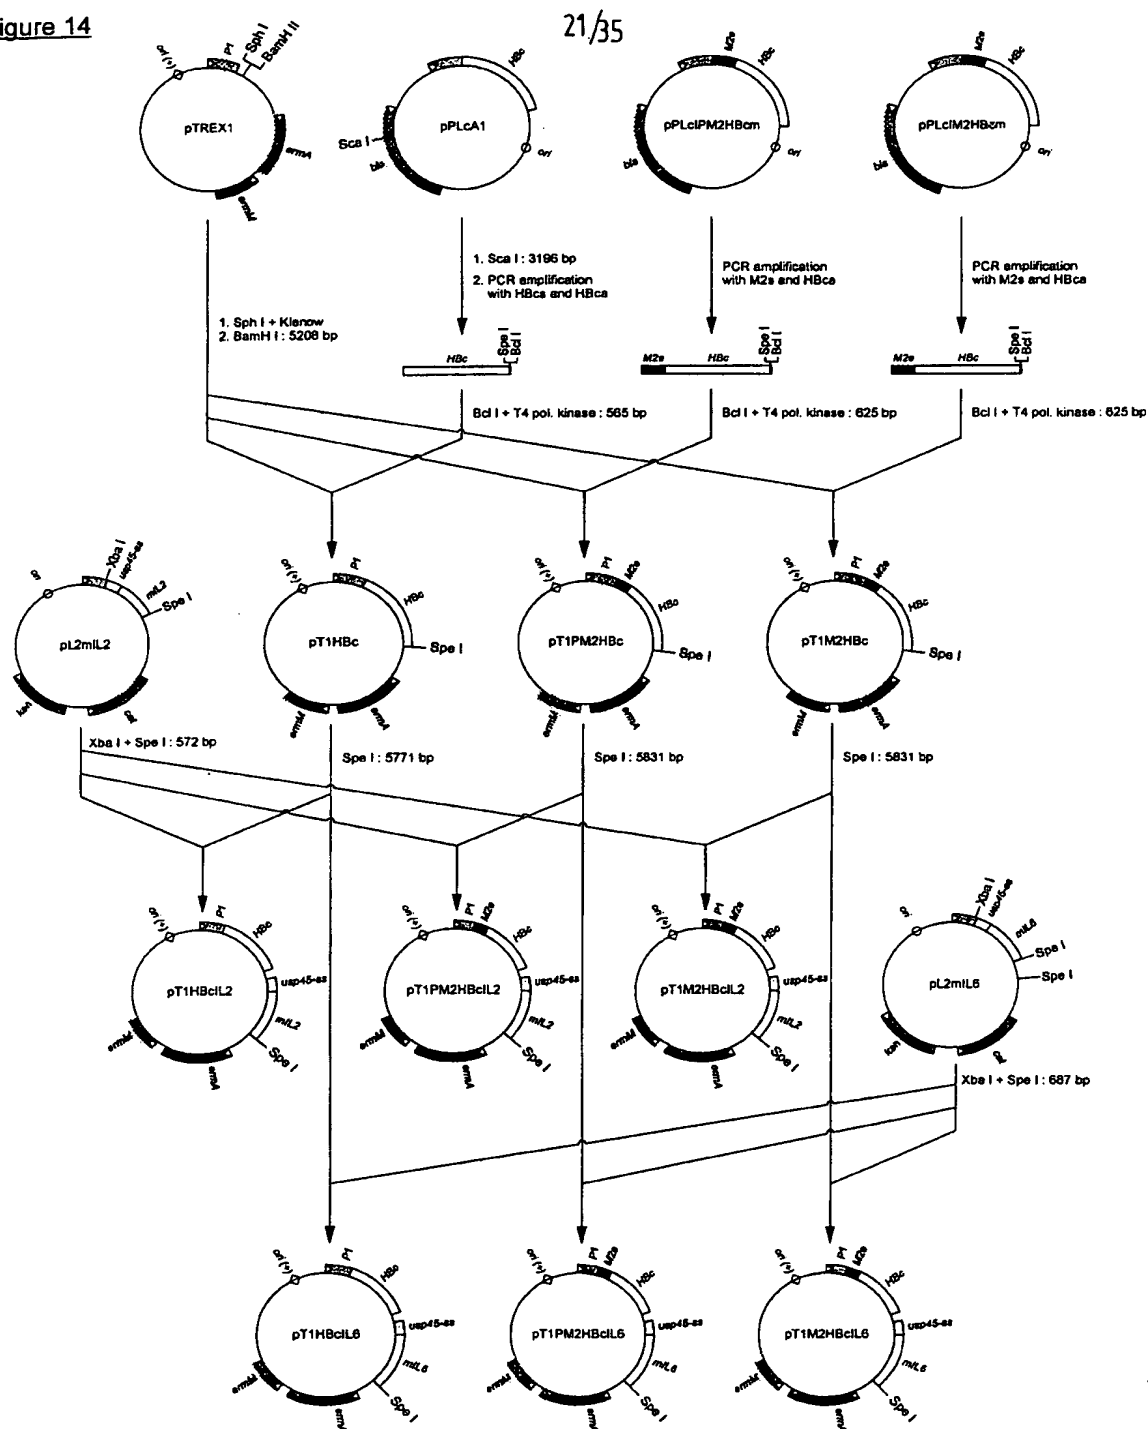 igure 14
21/35
ori (+)
P1
Sph I
BamH II
pTREX1
ermA
ermM
HBc
pPLcA1
Sca I
bla
ori
M2e
HBc
pPLcIPM2HBcm
bla
ori
M2e
HBc
pPLcIM2HBcm
bla
ori
1. Sca I : 3196 bp
2. PCR amplification
with HBcs and HBca
PCR amplification
with M2s and HBca
PCR amplification
with M2s and HBca
1. Sph I + Klenow
2. BamH I : 5208 bp
HBc
Spe I
Bcl I
M2e
HBc
Spe I
Bcl I
M2e
HBc
Spe I
Bcl I
Bcl I + T4 pol. kinase : 565 bp
Bcl I + T4 pol. kinase : 625 bp
Bcl I + T4 pol. kinase : 625 bp
ori
Xba I
usp45-ss
mIL2
Spe I
pL2mIL2
kan
cat
ori (+)
P1
HBc
pT1HBc
Spe I
ermM
ermA
ori (+)
P1
M2e
HBc
pT1PM2HBc
Spe I
ermM
ermA
ori (+)
P1
M2e
HBc
pT1M2HBc
Spe I
ermM
ermA
Xba I + Spe I : 572 bp
Spe I : 5771 bp
Spe I : 5831 bp
Spe I : 5831 bp
ori (+)
P1
HBc
pT1HBcIL2
usp45-ss
mIL2
Spe I
ermM
ermA
ori (+)
P1
M2e
HBc
pT1PM2HBcIL2
usp45-ss
mIL2
Spe I
ermM
ermA
ori (+)
P1
M2e
HBc
pT1M2HBcIL2
usp45-ss
mIL2
Spe I
ermM
ermA
Xba I
usp45-ss
mIL6
Spe I
Spe I
pL2mIL6
kan
Xba I + Spe I : 687 bp
ori (+)
P1
HBc
pT1HBcIL6
usp45-ss
mIL6
Spe I
ermM
ori (+)
P1
M2e
HBc
pT1PM2HBcIL6
usp45-ss
mIL6
Spe I
ermM
ori (+)
P1
M2e
HBc
pT1M2HBcIL6
usp45-ss
mIL6
Spe I
ermM